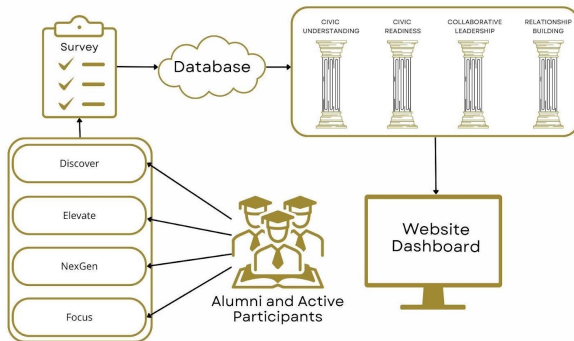 Survey
Database
CIVIC
UNDERSTANDING
CIVIC
READINESS
COLLABORATIVE
LEADERSHIP
RELATIONSHIP
BUILDING
Discover
Elevate
NexGen
Focus
Alumni and Active
Participants
Website
Dashboard